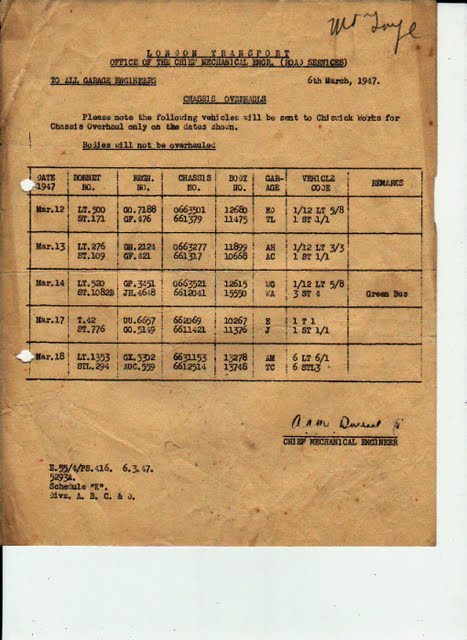 LONDON TRANSPORT
OFFICE OF THE CHIEF MECHANICAL ENGR. (ROAD SERVICES)
TO ALL GARAGE ENGINEERS 6th March, 1947.
CHASSIS OVERHAULS
Please note the following vehicles will be sent to Chiswick Works for
Chassis Overhaul only on the dates shown.
Bodies will not be overhauled
DATE 1947 BONNET NO. REGN. NO. CHASSIS NO. BODY NO. GAR-AGE VEHICLE CODE REMARKS
Mar.12 LT.500 GO.7188 0663501 12680 EO 1/12 LT 5/8
ST.171 GF.476 661379 11475 TL 1 ST 1/1
Mar.13 LT.276 GH.2124 0663277 11899 AH 1/12 LT 3/3
ST.109 GF.421 661317 10668 AC 1 ST 1/1
Mar.14 LT.520 GP.3451 0663521 12615 WG 1/12 LT 5/8
ST.1082B JH.4648 6612041 15550 WA 3 ST 4 Green Bus
Mar.17 T.42 UU.6657 662069 10267 E 1 T 1
ST.776 GO.5149 6611421 11376 J 1 ST 1/1
Mar.18 LT.1353 GX.5302 6631153 13278 AM 6 LT 6/1
STL.294 AUC.559 6612514 13748 TC 6 STL3
CHIEF MECHANICAL ENGINEER
E.55/4/PS.416. 6.3.47.
5293A.
Schedule "K".
Divs. A. B. C. & D.